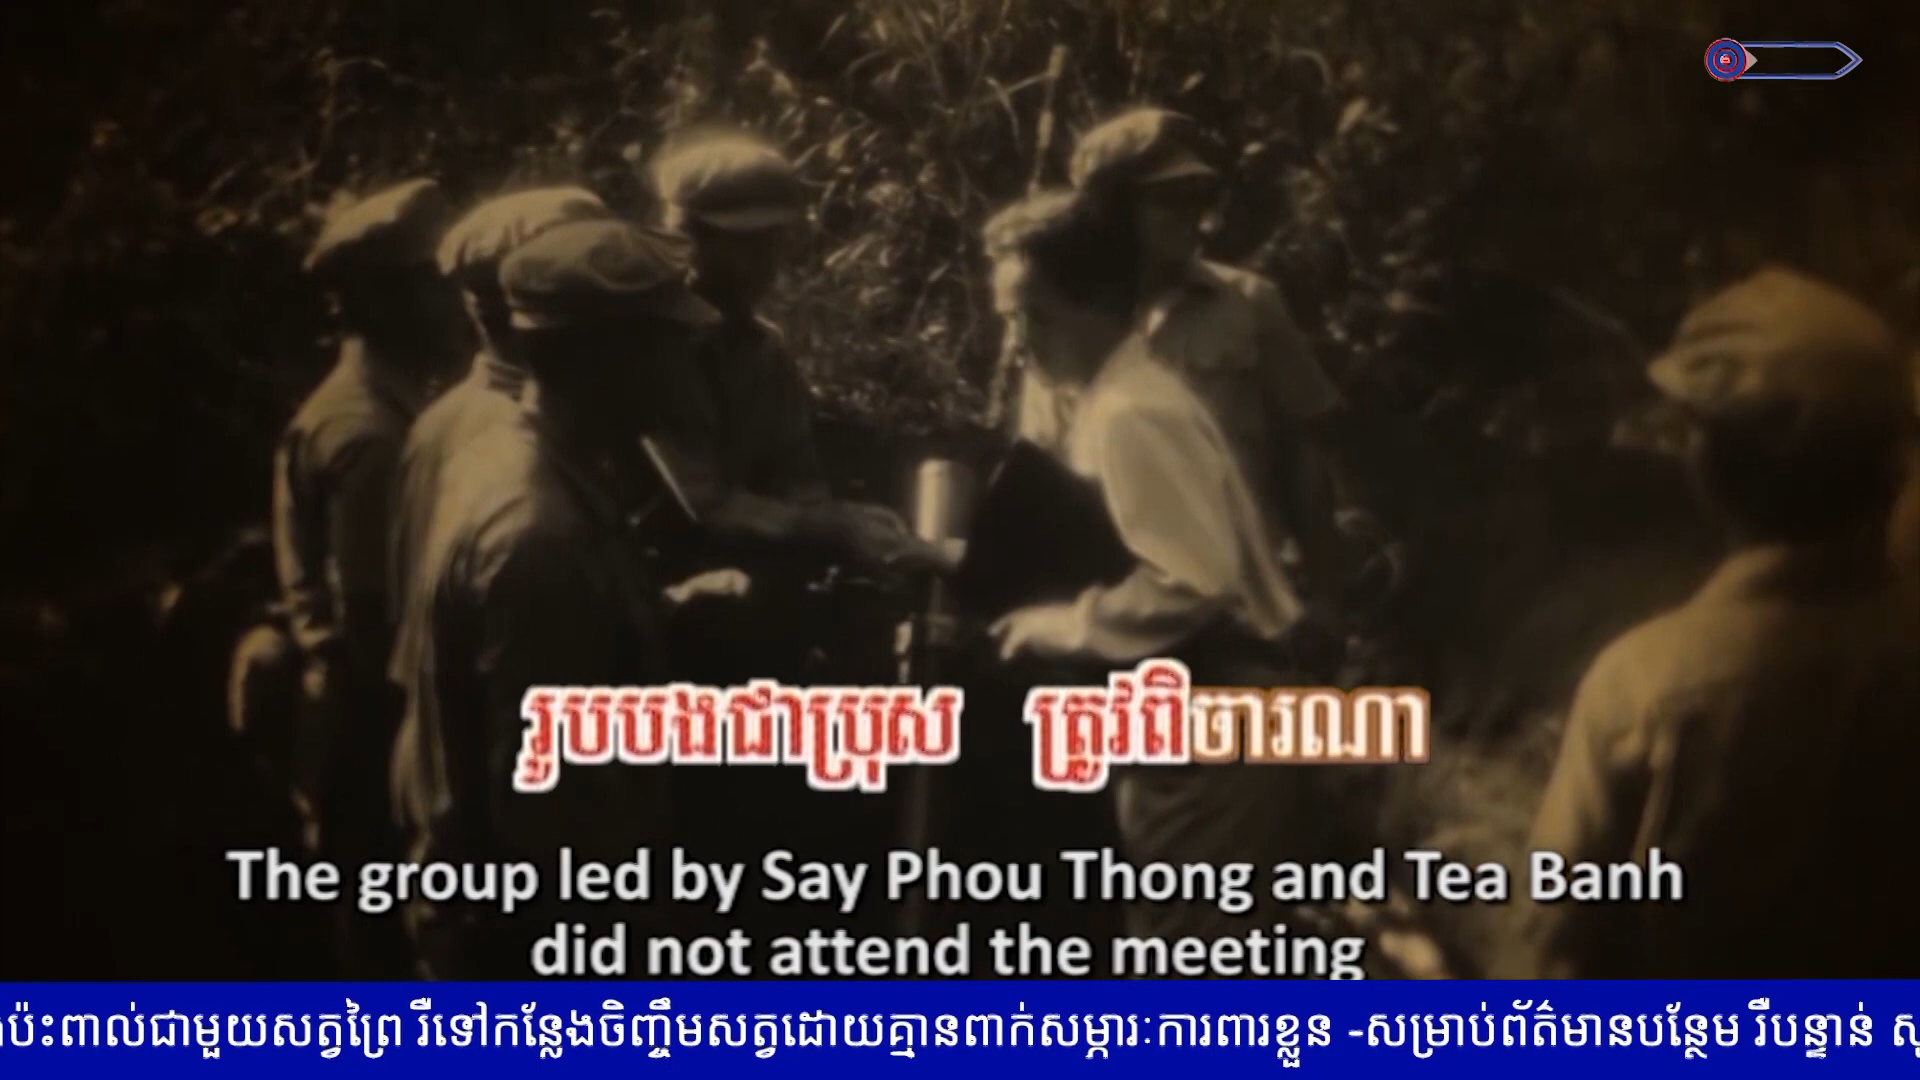 រូបបងជាប្រុស ត្រូវពិចារណា
The group led by Say Phou Thong and Tea Banh
did not attend the meeting
ប៉ះពាល់ជាមួយសត្វព្រៃ រឺទៅកន្លែងចិញ្ចឹមសត្វដោយគ្មានពាក់សម្ភារៈការពារខ្លួន -សម្រាប់ព័ត៌មានបន្ថែម រឺបន្ទាន់